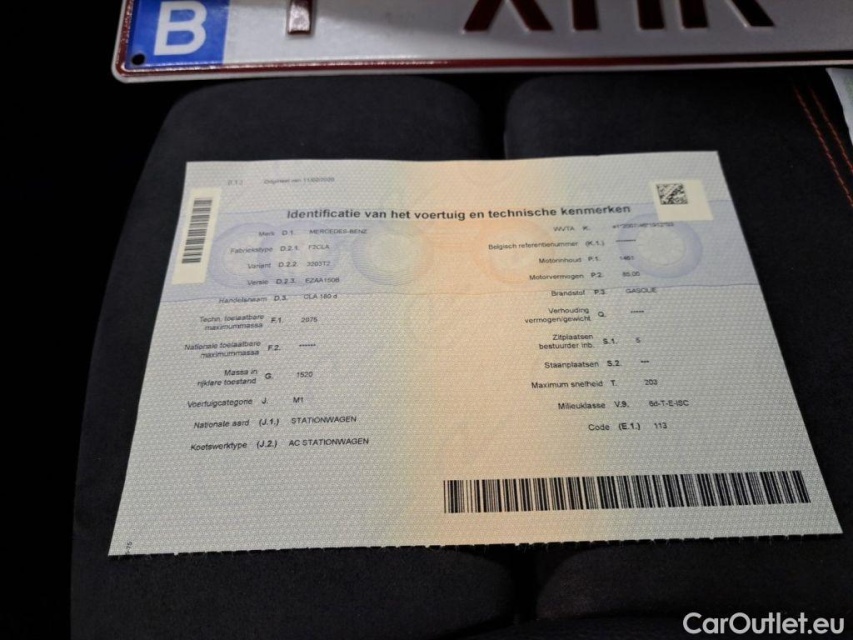 B
Identificatie van het voertuig en technische kenmerken
Merk D.1. MERCEDES-BENZ
Fabriekstype D.2.1. F2CLA
Variant D.2.2.
Versie D.2.3.
Handelsnaam D.3. CLA 180 d
Techn. toelaatbare maximummassa F.1. 2075
Nationale toelaatbare maximummassa F.2. ------
Massa in rijklare toestand G. 1520
Voertuigcategorie J. M1
Nationale aard (J.1.) STATIONWAGEN
Koetswerktype (J.2.) AC STATIONWAGEN
WVTA K.
Belgisch referentienummer (K.1.) ------
Motorinhoud P.1. 1461
Motorvermogen P.2. 85.00
Brandstof P.3. GASOLIE
Verhouding vermogen/gewicht Q. -----
Zitplaatsen bestuurder inb. S.1. 5
Staanplaatsen S.2. ---
Maximum snelheid T. 203
Milieuklasse V.9. 6d-T-E-ISC
Code (E.1.) 113
CarOutlet.eu